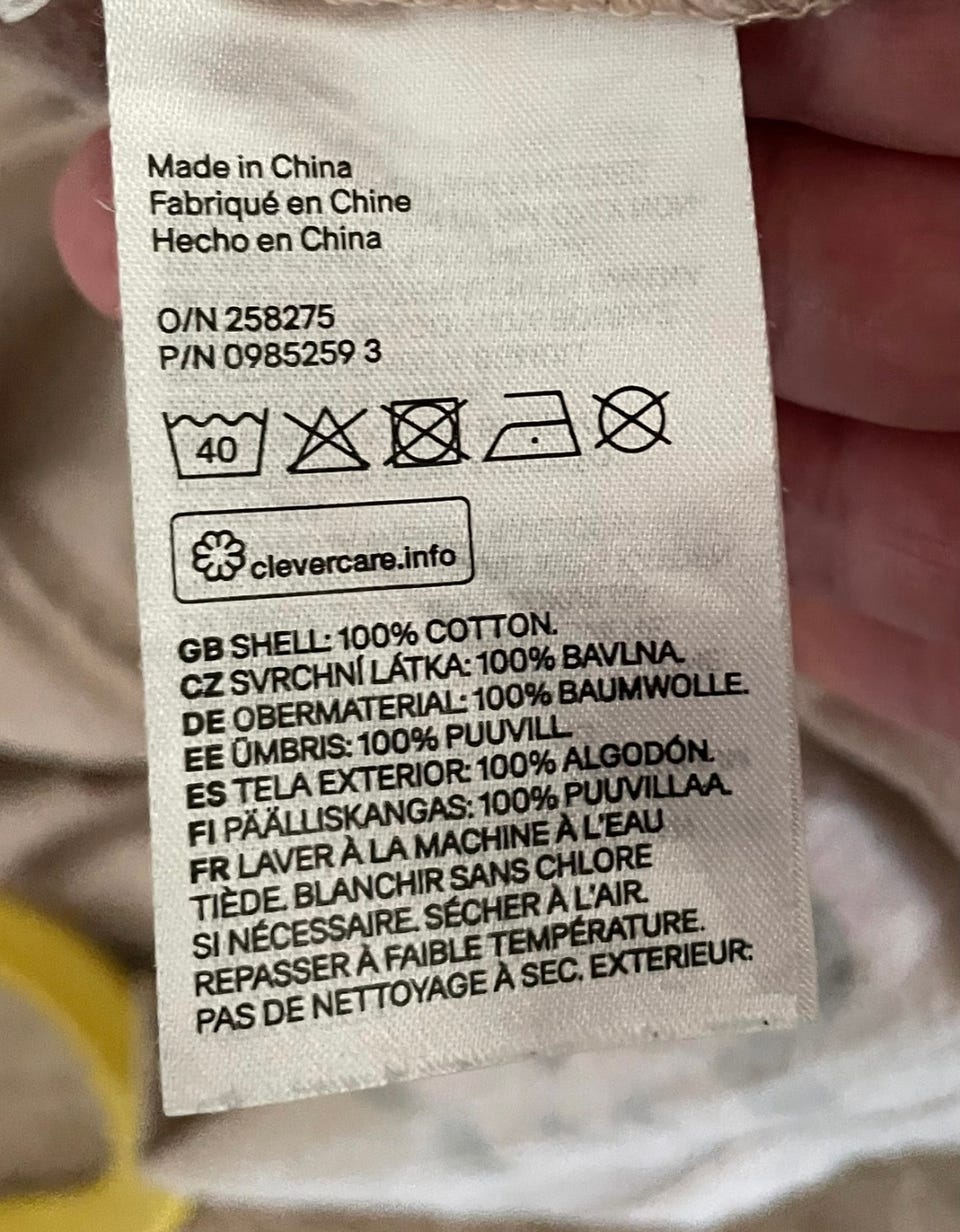 Made in China
Fabriqué en Chine
Hecho en China
O/N 258275
P/N 0985259 3
40
clevercare.info
GB SHELL: 100% COTTON.
CZ SVRCHNÍ LÁTKA: 100% BAVLNA.
DE OBERMATERIAL: 100% BAUMWOLLE.
EE ÜMBRIS: 100% PUUVILL.
ES TELA EXTERIOR: 100% ALGODÓN.
FI PÄÄLLISKANGAS: 100% PUUVILLAA.
FR LAVER À LA MACHINE À L'EAU
TIÈDE. BLANCHIR SANS CHLORE
SI NÉCESSAIRE. SÉCHER À L'AIR.
REPASSER À FAIBLE TEMPÉRATURE.
PAS DE NETTOYAGE À SEC. EXTERIEUR: